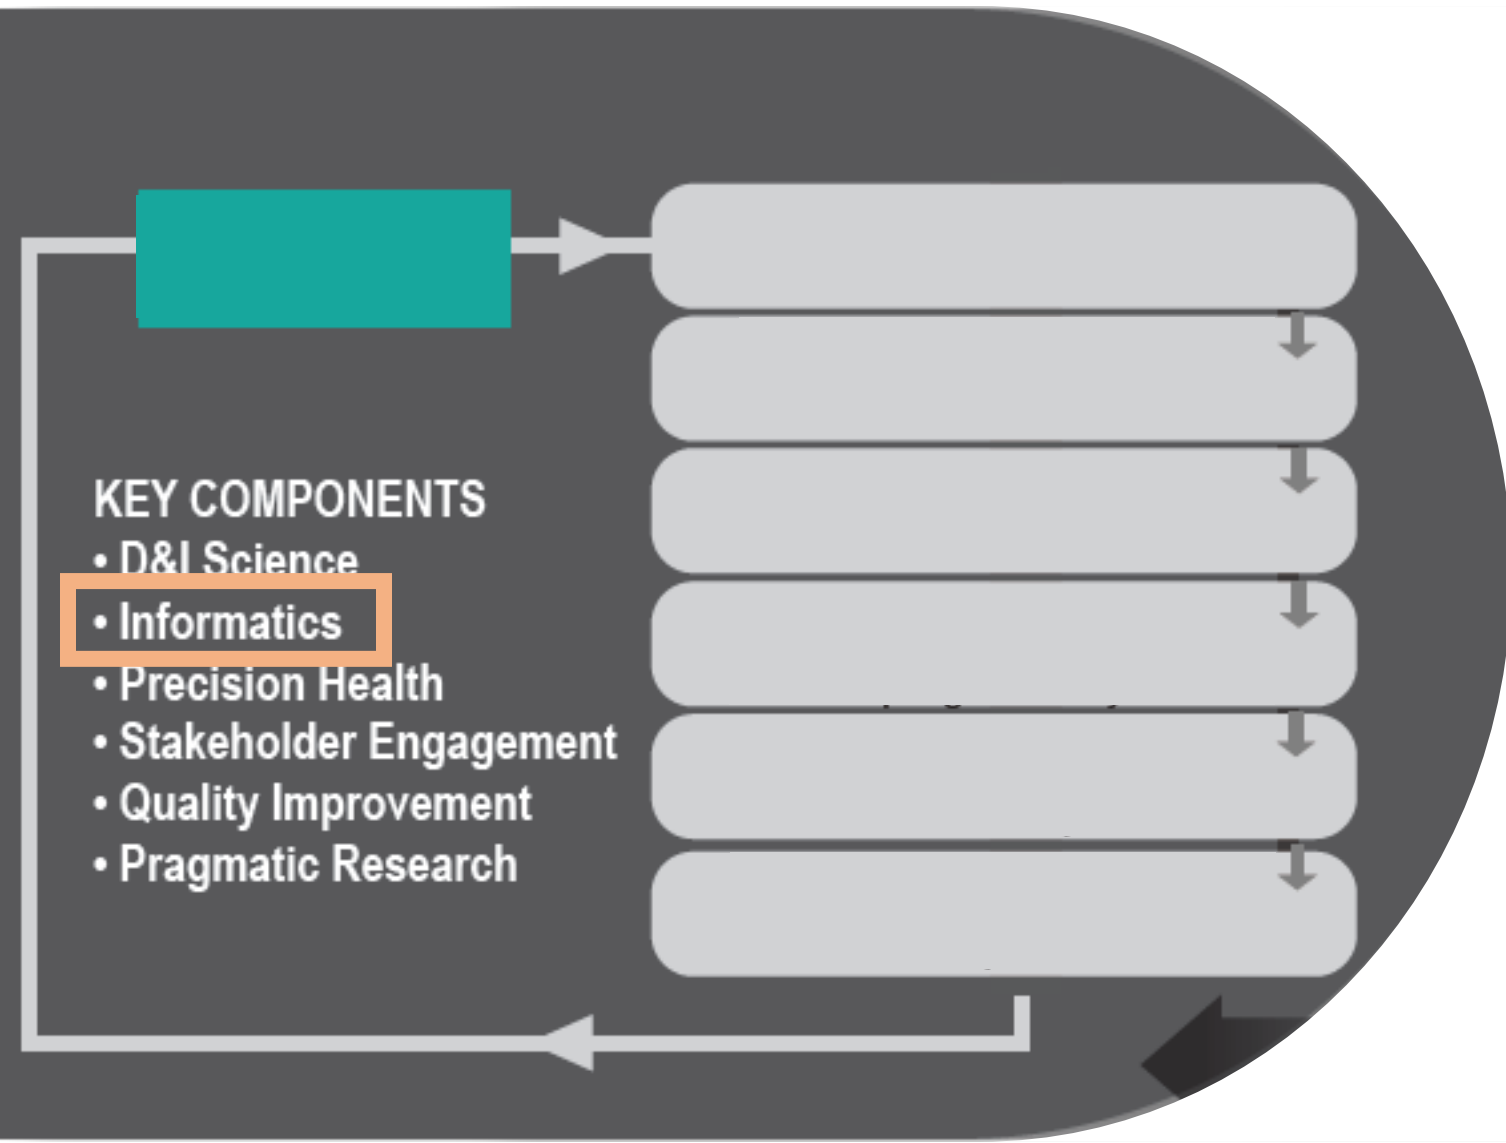 KEY COMPONENTS
• D&I Science
• Informatics
• Precision Health
• Stakeholder Engagement
• Quality Improvement
• Pragmatic Research